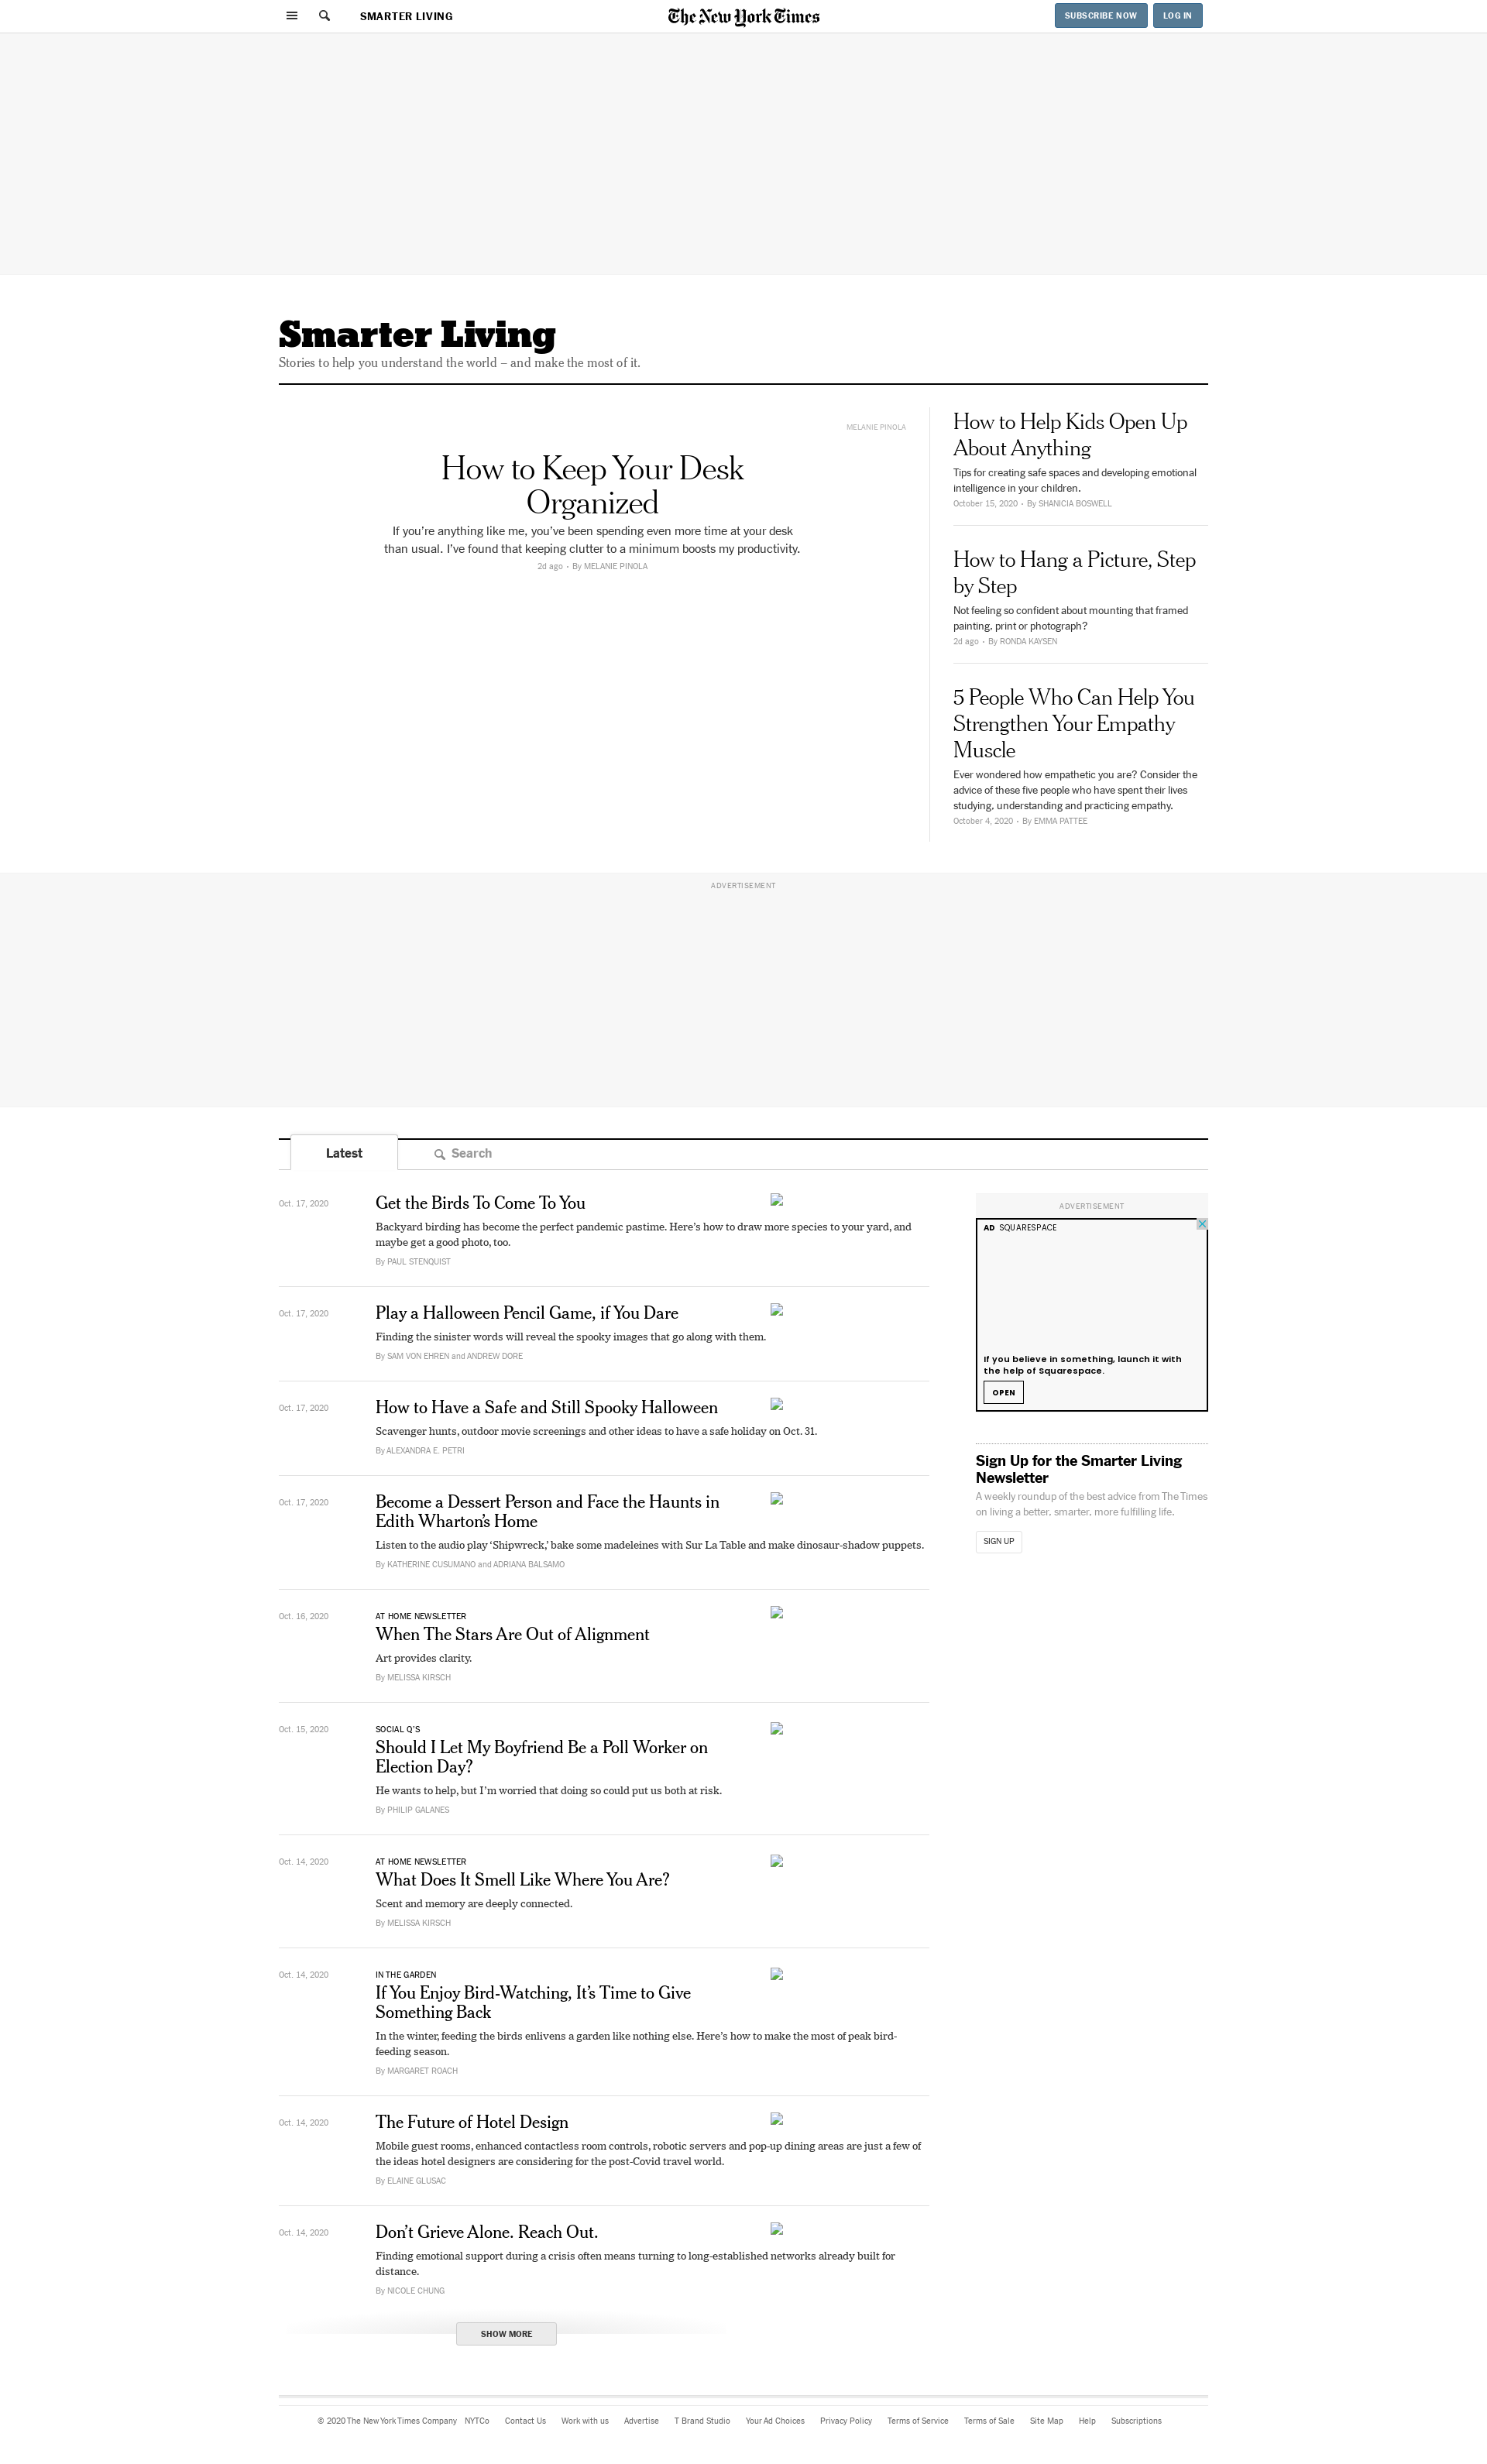 SMARTER LIVING
The New York Times
SUBSCRIBE NOW
LOG IN
Smarter Living
Stories to help you understand the world – and make the most of it.
MELANIE PINOLA
How to Keep Your Desk
Organized
If you’re anything like me, you’ve been spending even more time at your desk
than usual. I’ve found that keeping clutter to a minimum boosts my productivity.
2d ago • By MELANIE PINOLA
How to Help Kids Open Up
About Anything
Tips for creating safe spaces and developing emotional
intelligence in your children.
October 15, 2020 • By SHANICIA BOSWELL
How to Hang a Picture, Step
by Step
Not feeling so confident about mounting that framed
painting, print or photograph?
2d ago • By RONDA KAYSEN
5 People Who Can Help You
Strengthen Your Empathy
Muscle
Ever wondered how empathetic you are? Consider the
advice of these five people who have spent their lives
studying, understanding and practicing empathy.
October 4, 2020 • By EMMA PATTEE
ADVERTISEMENT
Latest
Search
Oct. 17, 2020
Get the Birds To Come To You
Backyard birding has become the perfect pandemic pastime. Here’s how to draw more species to your yard, and
maybe get a good photo, too.
By PAUL STENQUIST
Oct. 17, 2020
Play a Halloween Pencil Game, if You Dare
Finding the sinister words will reveal the spooky images that go along with them.
By SAM VON EHREN and ANDREW DORE
Oct. 17, 2020
How to Have a Safe and Still Spooky Halloween
Scavenger hunts, outdoor movie screenings and other ideas to have a safe holiday on Oct. 31.
By ALEXANDRA E. PETRI
Oct. 17, 2020
Become a Dessert Person and Face the Haunts in
Edith Wharton’s Home
Listen to the audio play ‘Shipwreck,’ bake some madeleines with Sur La Table and make dinosaur-shadow puppets.
By KATHERINE CUSUMANO and ADRIANA BALSAMO
Oct. 16, 2020
AT HOME NEWSLETTER
When The Stars Are Out of Alignment
Art provides clarity.
By MELISSA KIRSCH
Oct. 15, 2020
SOCIAL Q’S
Should I Let My Boyfriend Be a Poll Worker on
Election Day?
He wants to help, but I’m worried that doing so could put us both at risk.
By PHILIP GALANES
Oct. 14, 2020
AT HOME NEWSLETTER
What Does It Smell Like Where You Are?
Scent and memory are deeply connected.
By MELISSA KIRSCH
Oct. 14, 2020
IN THE GARDEN
If You Enjoy Bird-Watching, It’s Time to Give
Something Back
In the winter, feeding the birds enlivens a garden like nothing else. Here’s how to make the most of peak bird-
feeding season.
By MARGARET ROACH
Oct. 14, 2020
The Future of Hotel Design
Mobile guest rooms, enhanced contactless room controls, robotic servers and pop-up dining areas are just a few of
the ideas hotel designers are considering for the post-Covid travel world.
By ELAINE GLUSAC
Oct. 14, 2020
Don’t Grieve Alone. Reach Out.
Finding emotional support during a crisis often means turning to long-established networks already built for
distance.
By NICOLE CHUNG
SHOW MORE
ADVERTISEMENT
AD SQUARESPACE
If you believe in something, launch it with
the help of Squarespace.
OPEN
Sign Up for the Smarter Living
Newsletter
A weekly roundup of the best advice from The Times
on living a better, smarter, more fulfilling life.
SIGN UP
© 2020 The New York Times Company NYTCo Contact Us Work with us Advertise T Brand Studio Your Ad Choices Privacy Policy Terms of Service Terms of Sale Site Map Help Subscriptions